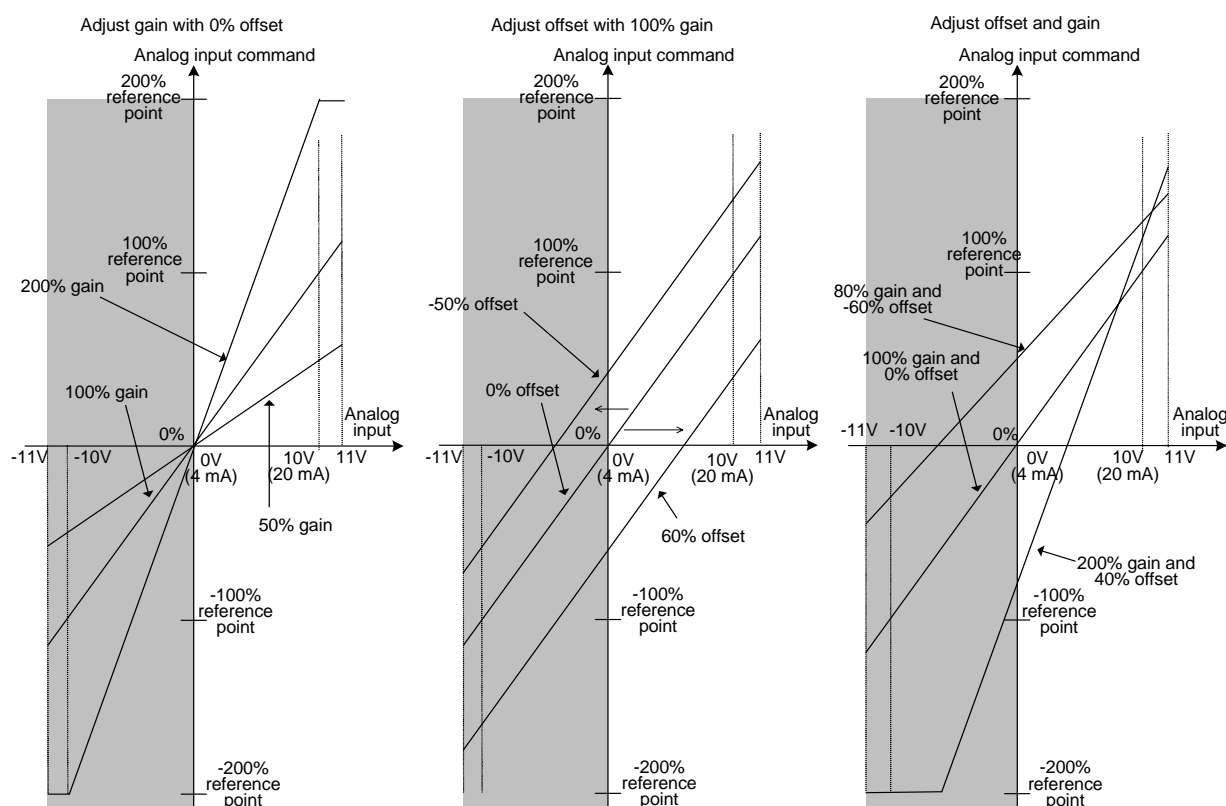 Adjust gain with 0% offset
Analog input command
200%
reference
point
100%
reference
point
200% gain
100% gain
0%
Analog
input
-11V
-10V
0V
(4 mA)
10V
(20 mA)
11V
50% gain
-100%
reference
point
-200%
reference
point
Adjust offset with 100% gain
Analog input command
200%
reference
point
100%
reference
point
-50% offset
0% offset
0%
Analog
input
-11V
-10V
0V
(4 mA)
10V
(20 mA)
11V
60% offset
-100%
reference
point
-200%
reference
point
Adjust offset and gain
Analog input command
200%
reference
point
100%
reference
point
80% gain and
-60% offset
100% gain and
0% offset
0%
Analog
input
-11V
-10V
0V
(4 mA)
10V
(20 mA)
11V
200% gain and
40% offset
-100%
reference
point
-200%
reference
point